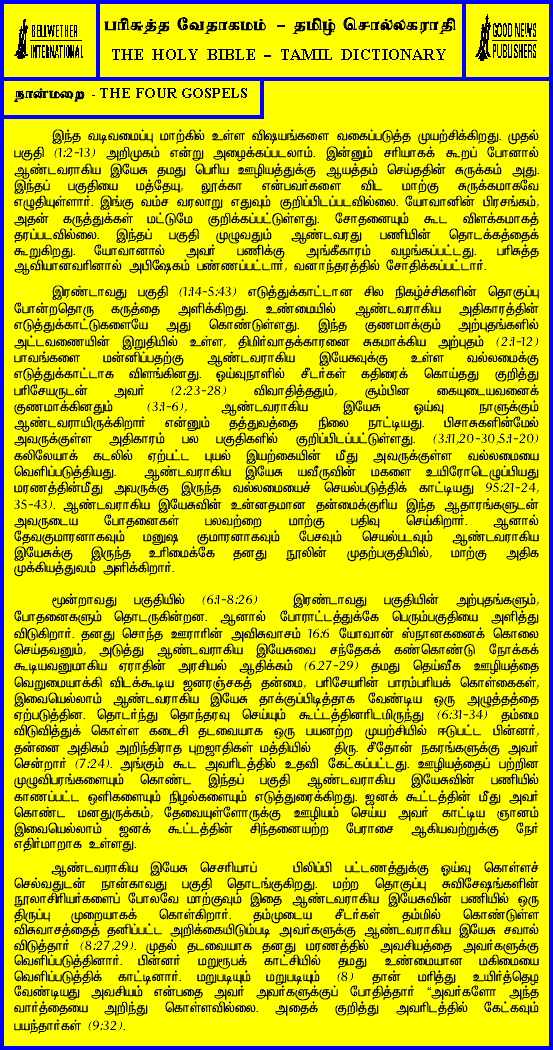 BELLWETHER
INTERNATIONAL
பரிசுத்த வேதாகமம் – தமிழ் சொல்லகராதி
THE HOLY BIBLE – TAMIL DICTIONARY
GOOD NEWS
PUBLISHERS
நான்மறை - THE FOUR GOSPELS
இந்த வடிவமைப்பு மாற்கில் உள்ள விஷயங்களை வகைப்படுத்த முயற்சிக்கிறது. முதல்
பகுதி (1:2-13) அறிமுகம் என்று அழைக்கப்படலாம். இன்னும் சரியாகக் கூறப் போனால்
ஆண்டவராகிய இயேசு தமது பெரிய ஊழியத்துக்கு ஆயத்தம் செய்ததின் சுருக்கம் அது.
இந்தப் பகுதியை மத்தேயு, லூக்கா என்பவர்களை விட மாற்கு சுருக்கமாகவே
எழுதியுள்ளார். இங்கு வம்ச வரலாறு எதுவும் குறிப்பிடப்படவில்லை. யோவானின் பிரசங்கம்,
அதன் கருத்துக்கள் மட்டுமே குறிக்கப்பட்டுள்ளது. சோதனையும் கூட விளக்கமாகத்
தரப்படவில்லை. இந்தப் பகுதி முழுவதும் ஆண்டவரது பணியின் தொடக்கத்தைக்
கூறுகிறது. யோவானால் அவர் பணிக்கு அங்கீகாரம் வழங்கப்பட்டது. பரிசுத்த
ஆவியானவரினால் அபிஷேகம் பண்ணப்பட்டார், வனாந்தரத்தில் சோதிக்கப்பட்டார்.
இரண்டாவது பகுதி (1:14-5:43) எடுத்துக்காட்டான சில நிகழ்ச்சிகளின் தொகுப்பு
போன்றதொரு கருத்தை அளிக்கிறது. உண்மையில் ஆண்டவராகிய அதிகாரத்தின்
எடுத்துக்காட்டுகளையே அது கொண்டுள்ளது. இந்த குணமாக்கும் அற்புதங்களில்
அட்டவணையின் இறுதியில் உள்ள, திமிர்வாதக்காரனை சுகமாக்கிய அற்புதம் (2:1-12)
பாவங்களை மன்னிப்பதற்கு ஆண்டவராகிய இயேசுவுக்கு உள்ள வல்லமைக்கு
எடுத்துக்காட்டாக விளங்கினது. ஓய்வுநாளில் சீடர்கள் கதிரைக் கொய்தது குறித்து
பரிசேயருடன் அவர் (2:23-28) விவாதித்ததும், சூம்பின கையுடையவனைக்
குணமாக்கினதும் (3:1-6), ஆண்டவராகிய இயேசு ஓய்வு நாளுக்கும்
ஆண்டவராயிருக்கிறார் என்னும் தத்துவத்தை நிலை நாட்டியது. பிசாசுகளின்மேல்
அவருக்குள்ள அதிகாரம் பல பகுதிகளில் குறிப்பிடப்பட்டுள்ளது. (3:11,20-30,5:1-20)
கலிலேயாக் கடலில் ஏற்பட்ட புயல் இயற்கையின் மீது அவருக்குள்ள வல்லமையை
வெளிப்படுத்தியது. ஆண்டவராகிய இயேசு யவீருவின் மகளை உயிரோடெழுப்பியது
மரணத்தின்மீது அவருக்கு இருந்த வல்லமையைச் செயல்படுத்திக் காட்டியது 95:21-24,
35-43). ஆண்டவராகிய இயேசுவின் உன்னதமான தன்மைக்குரிய இந்த ஆதாரங்களுடன்
அவருடைய போதனைகள் பலவற்றை மாற்கு பதிவு செய்கிறார். ஆனால்
தேவகுமாரனாகவும் மனுஷ குமாரனாகவும் பேசவும் செயல்படவும் ஆண்டவராகிய
இயேசுக்கு இருந்த உரிமைக்கே தனது நூலின் முதற்பகுதியில், மாற்கு அதிக
முக்கியத்துவம் அளிக்கிறார்.
மூன்றாவது பகுதியில் (6:1-8:26) இரண்டாவது பகுதியின் அற்புதங்களும்,
போதனைகளும் தொடருகின்றன. ஆனால் போராட்டத்துக்கே பெரும்பகுதியை அளித்து
விடுகிறார். தனது சொந்த ஊராரின் அவிசுவாசம் 16:6 யோவான் ஸ்நானகனைக் கொலை
செய்தவனும், அடுத்து ஆண்டவராகிய இயேசுவை சந்தேகக் கண்கொண்டு நோக்கக்
கூடியவனுமாகிய ஏராதின் அரசியல் ஆதிக்கம் (6.27-29) தமது தெய்வீக ஊழியத்தை
வெறுமையாக்கி விடக்கூடிய ஜனரஞ்சகத் தன்மை, பரிசேயரின் பாரம்பரியக் கொள்கைகள்,
இவையெல்லாம் ஆண்டவராகிய இயேசு தாக்குப்பிடித்தாக வேண்டிய ஒரு அழுத்தத்தை
ஏற்படுத்தின. தொடர்ந்து தொந்தரவு செய்யும் கூட்டத்தினரிடமிருந்து (6:31-34) தம்மை
விடுவித்துக் கொள்ள கடைசி தடவையாக ஒரு பயனற்ற முயற்சியில் ஈடுபட்ட பின்னர்,
தன்னை அதிகம் அறிந்திராத புறஜாதிகள் மத்தியில் திரு. சீதோன் நகரங்களுக்கு அவர்
சென்றார் (7:24). அங்கும் கூட அவரிடத்தில் உதவி கேட்கப்பட்டது. ஊழியத்தைப் பற்றின
முழுவிபரங்களையும் கொண்ட இந்தப் பகுதி ஆண்டவராகிய இயேசுவின் பணியில்
காணப்பட்ட ஒளிகளையும் நிழல்களையும் எடுத்துரைக்கிறது. ஜனக் கூட்டத்தின் மீது அவர்
கொண்ட மனதுருக்கம், தேவையுள்ளோருக்கு ஊழியம் செய்ய அவர் காட்டிய ஞானம்
இவையெல்லாம் ஜனக் கூட்டத்தின் சிந்தனையற்ற பேராசை ஆகியவற்றுக்கு நேர்
எதிர்மாறாக உள்ளது.
ஆண்டவராகிய இயேசு செசரியாப் பிலிப்பி பட்டணத்துக்கு ஓய்வு கொள்ளச்
செல்வதுடன் நான்காவது பகுதி தொடங்குகிறது. மற்ற தொகுப்பு சுவிசேஷங்களின்
நூலாசிரியர்களைப் போலவே மாற்குவும் இதை ஆண்டவராகிய இயேசுவின் பணியில் ஒரு
திருப்பு முறையாகக் கொள்கிறார். தம்முடைய சீடர்கள் தம்மில் கொண்டுள்ள
விசுவாசத்தைத் தனிப்பட்ட அறிக்கையிடும்படி அவர்களுக்கு ஆண்டவராகிய இயேசு சவால்
விடுத்தார் (8:27,29). முதல் தடவையாக தனது மரணத்தில் அவசியத்தை அவர்களுக்கு
வெளிப்படுத்தினார். பின்னர் மறுரூபக் காட்சியில் தமது உண்மையான மகிமையை
வெளிப்படுத்திக் காட்டினார். மறுபடியும் மறுபடியும் (8) தான் மரித்து உயிர்த்தெழ
வேண்டியது அவசியம் என்பதை அவர் அவர்களுக்குப் போதித்தார் "அவர்களோ அந்த
வார்த்தையை அறிந்து கொள்ளவில்லை. அதைக் குறித்து அவரிடத்தில் கேட்கவும்
பயந்தார்கள் (9:32).